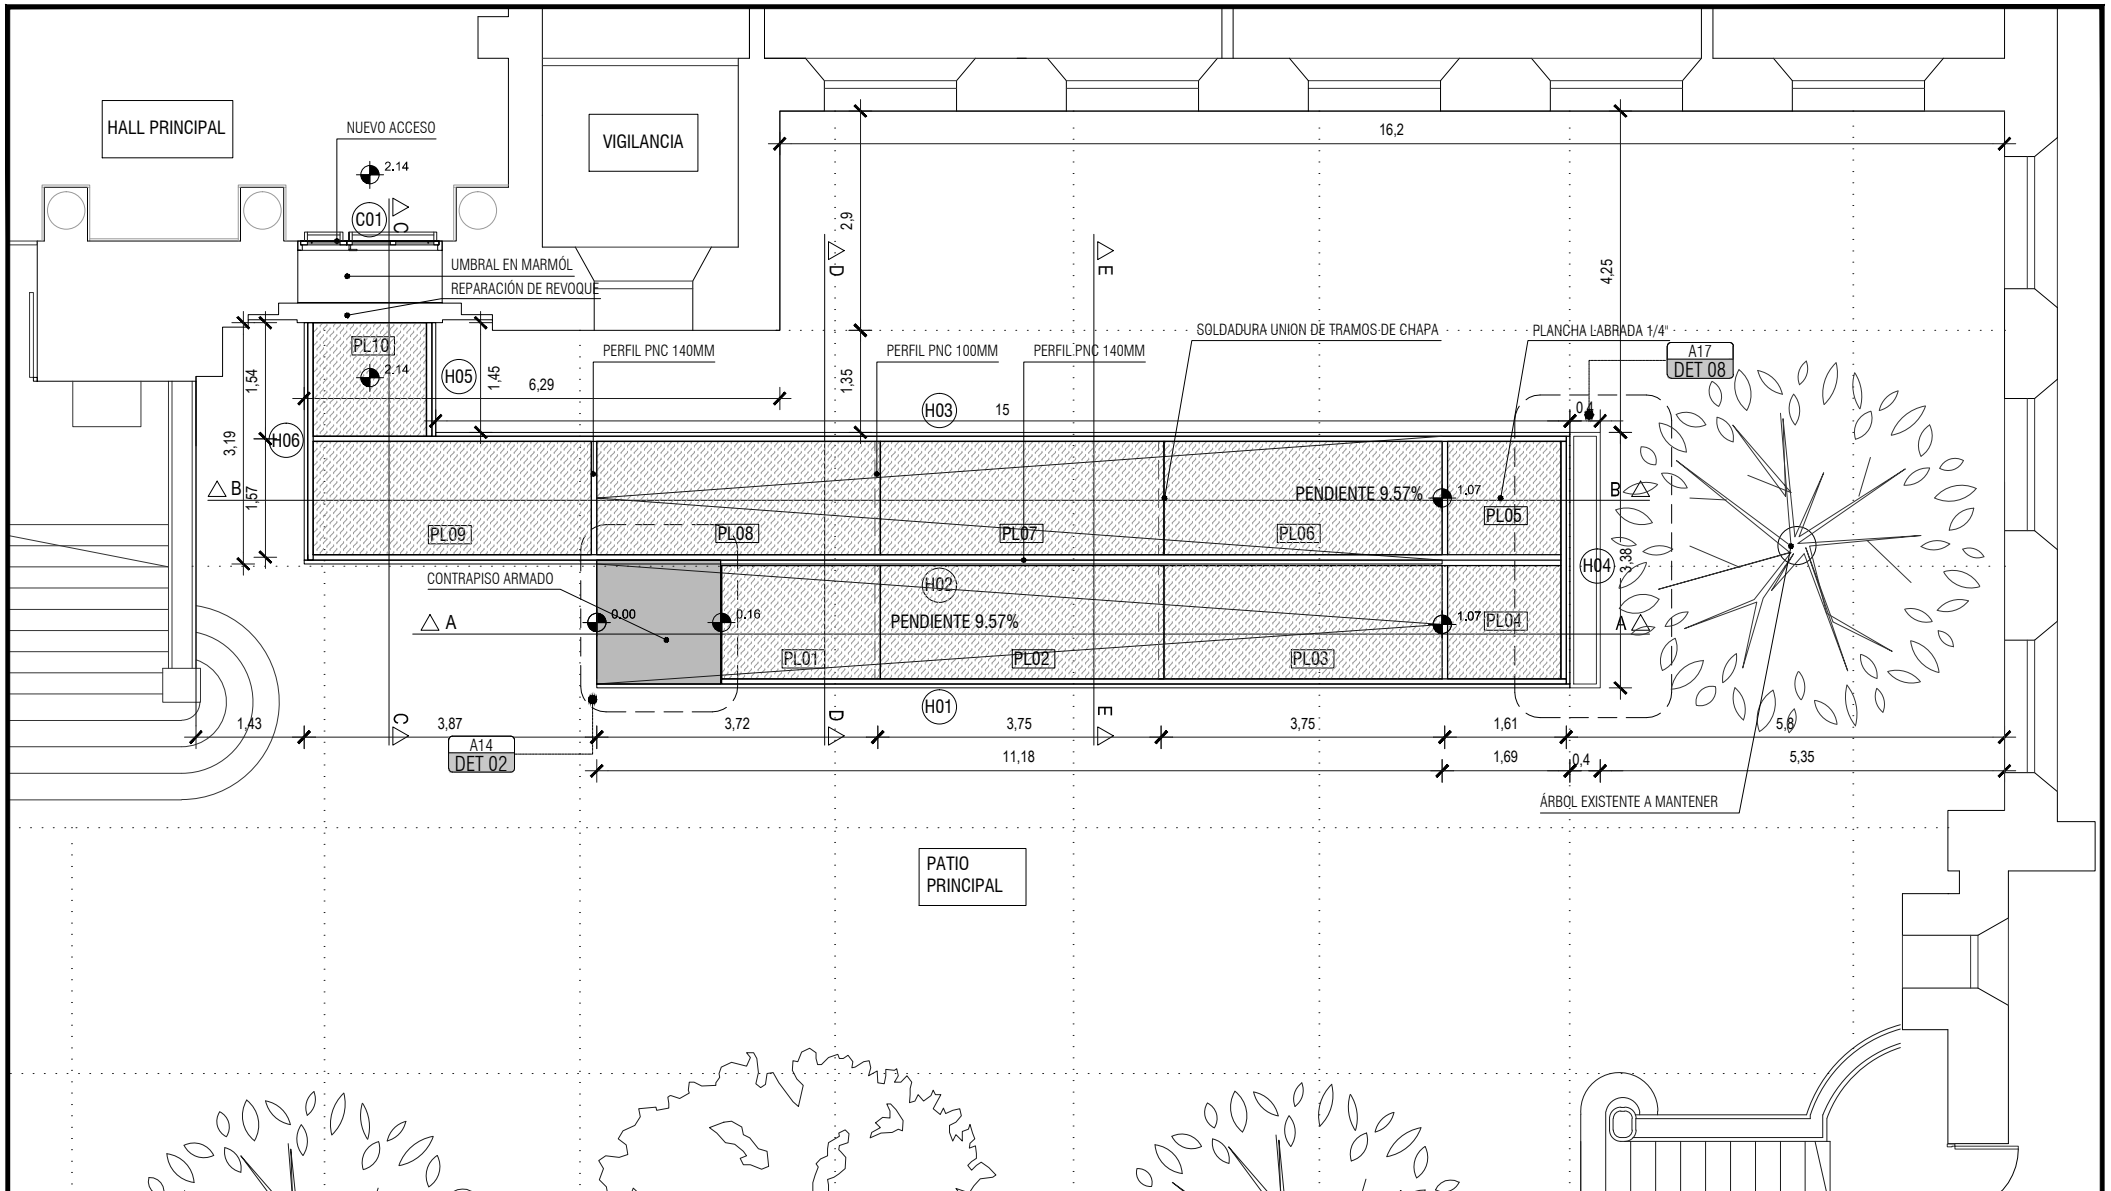 HALL PRINCIPAL
NUEVO ACCESO
VIGILANCIA
16,2
2.14
C01
C
2,9
D
E
4,25
UMBRAL EN MARMÓL
REPARACIÓN DE REVOQUE
SOLDADURA UNION DE TRAMOS DE CHAPA
PLANCHA LABRADA 1/4"
PL10
PERFIL PNC 140MM
PERFIL PNC 100MM
PERFIL PNC 140MM
A17
DET 08
2.14
H05
1,54
1,45
6,29
1,35
H03
15
0,4
H06
3,19
B
1,57
PENDIENTE 9.57%
1.07
B
PL05
PL09
PL08
PL07
PL06
CONTRAPISO ARMADO
H02
H04
3,38
0.00
0.16
PENDIENTE 9.57%
1.07
PL04
A
A
PL01
PL02
PL03
H01
C
D
E
1,43
3,87
3,72
3,75
3,75
1,61
5,8
A14
DET 02
11,18
1,69
0,4
5,35
ÁRBOL EXISTENTE A MANTENER
PATIO
PRINCIPAL